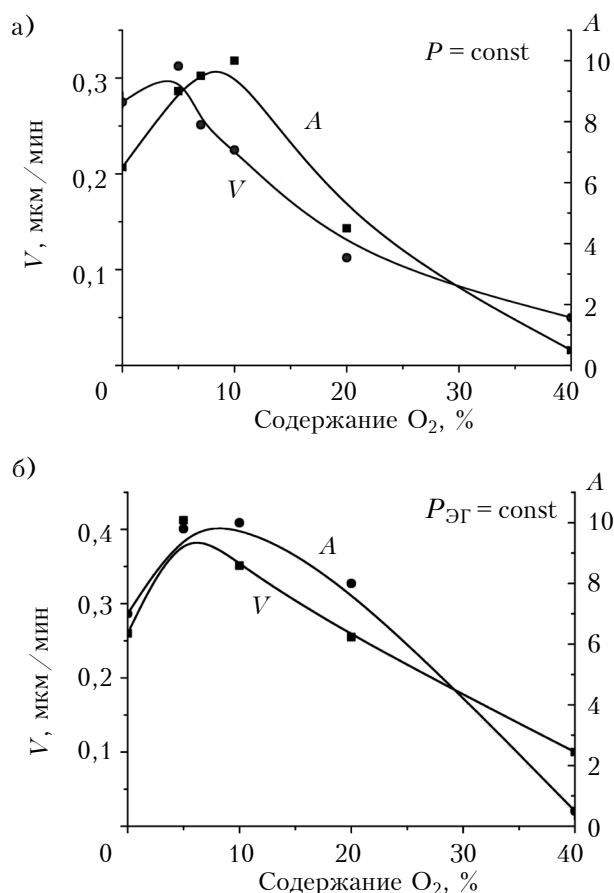 а)
A
P = const
0,3
10
8
A
V, мкм/мин
0,2
6
V
4
0,1
2
0
0
10
20
30
40
Содержание O₂, %
б)
A
PЭГ = const
0,4
10
A
8
0,3
V
V, мкм/мин
6
0,2
4
0,1
2
0
0
10
20
30
40
Содержание O₂, %